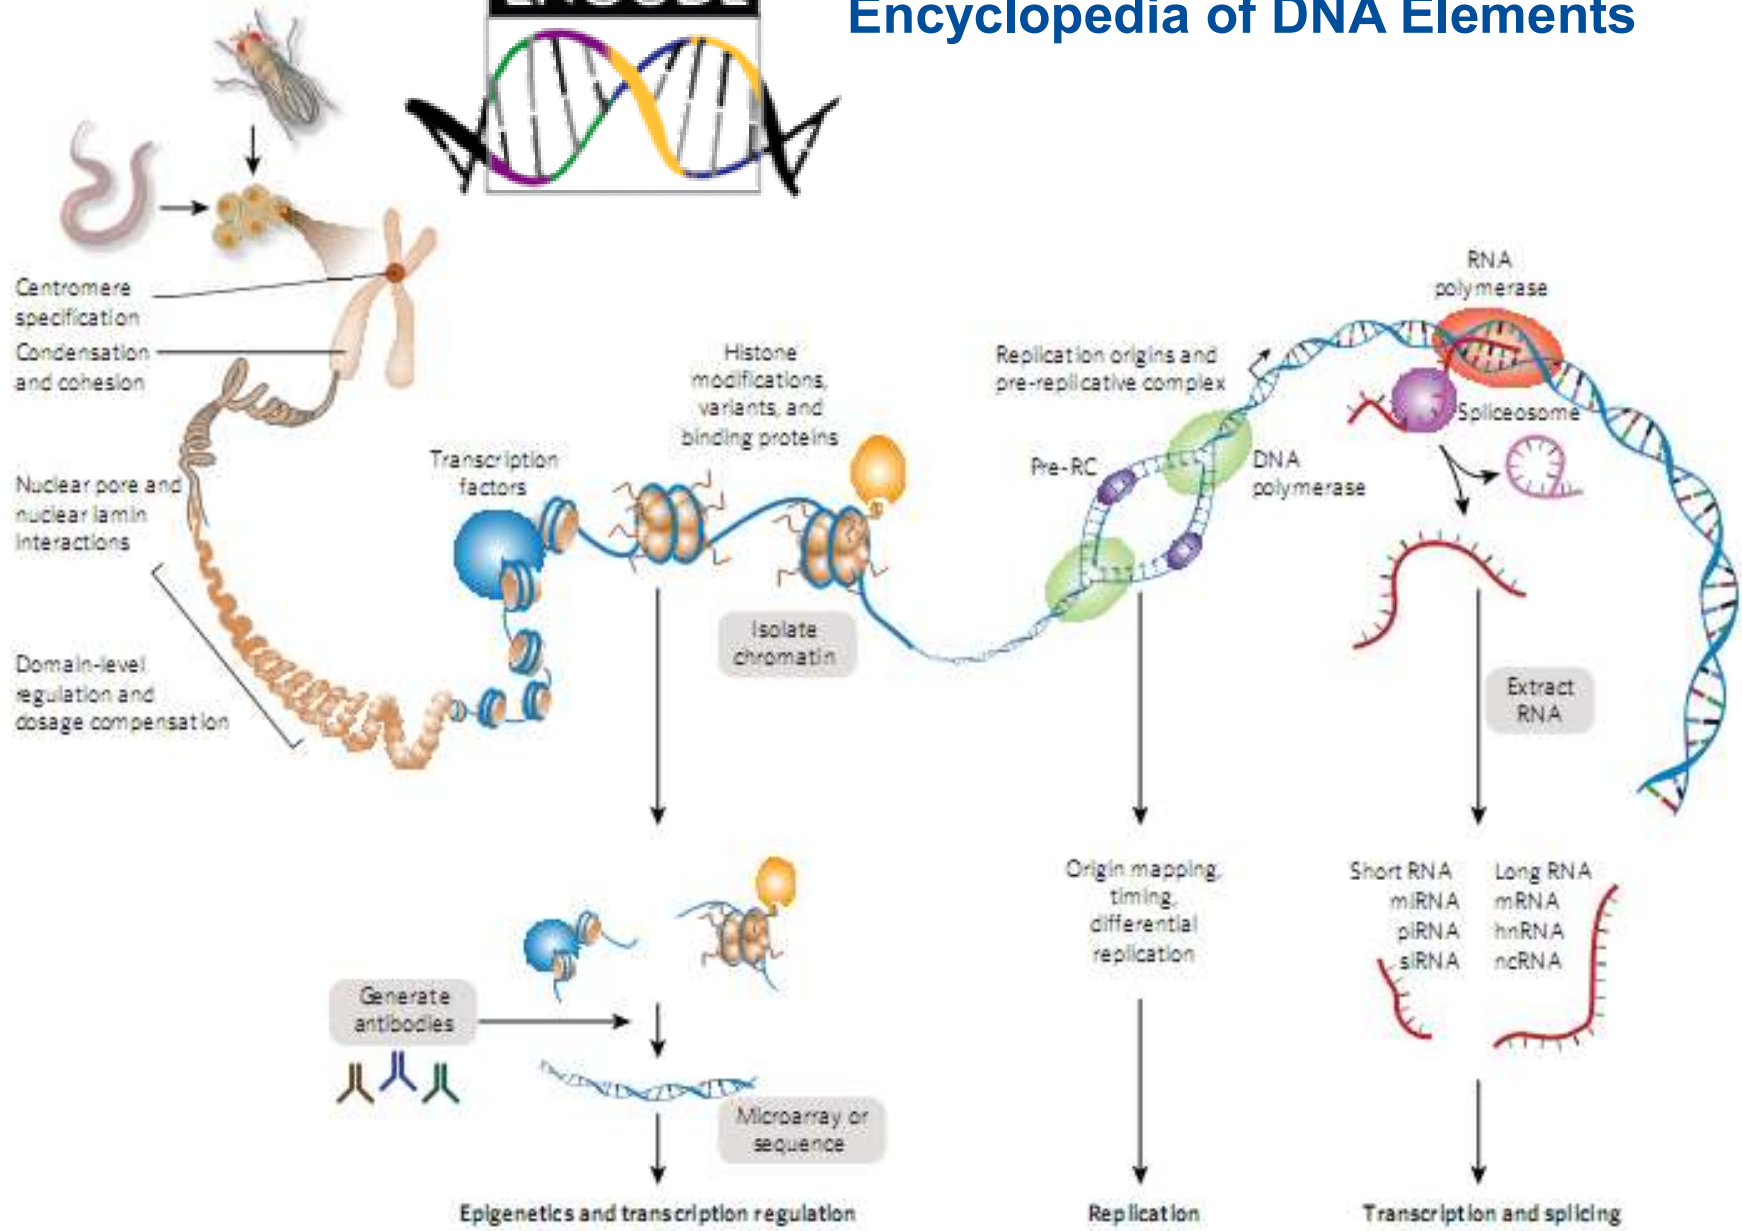 Encyclopedia of DNA Elements
Centromere
specification
Condensation
and cohesion
Nuclear pore and
nuclear lamin
interactions
Domain-level
regulation and
dosage compensation
Transcription
factors
Histone
modifications,
variants, and
binding proteins
Isolate
chromatin
Replication origins and
pre-replicative complex
Pre-RC
DNA
polymerase
RNA
polymerase
Spliceosome
Extract
RNA
Generate
antibodies
Microarray or
sequence
Origin mapping,
timing,
differential
replication
Short RNA
miRNA
piRNA
siRNA
Long RNA
mRNA
hnRNA
ncRNA
Epigenetics and transcription regulation
Replication
Transcription and splicing